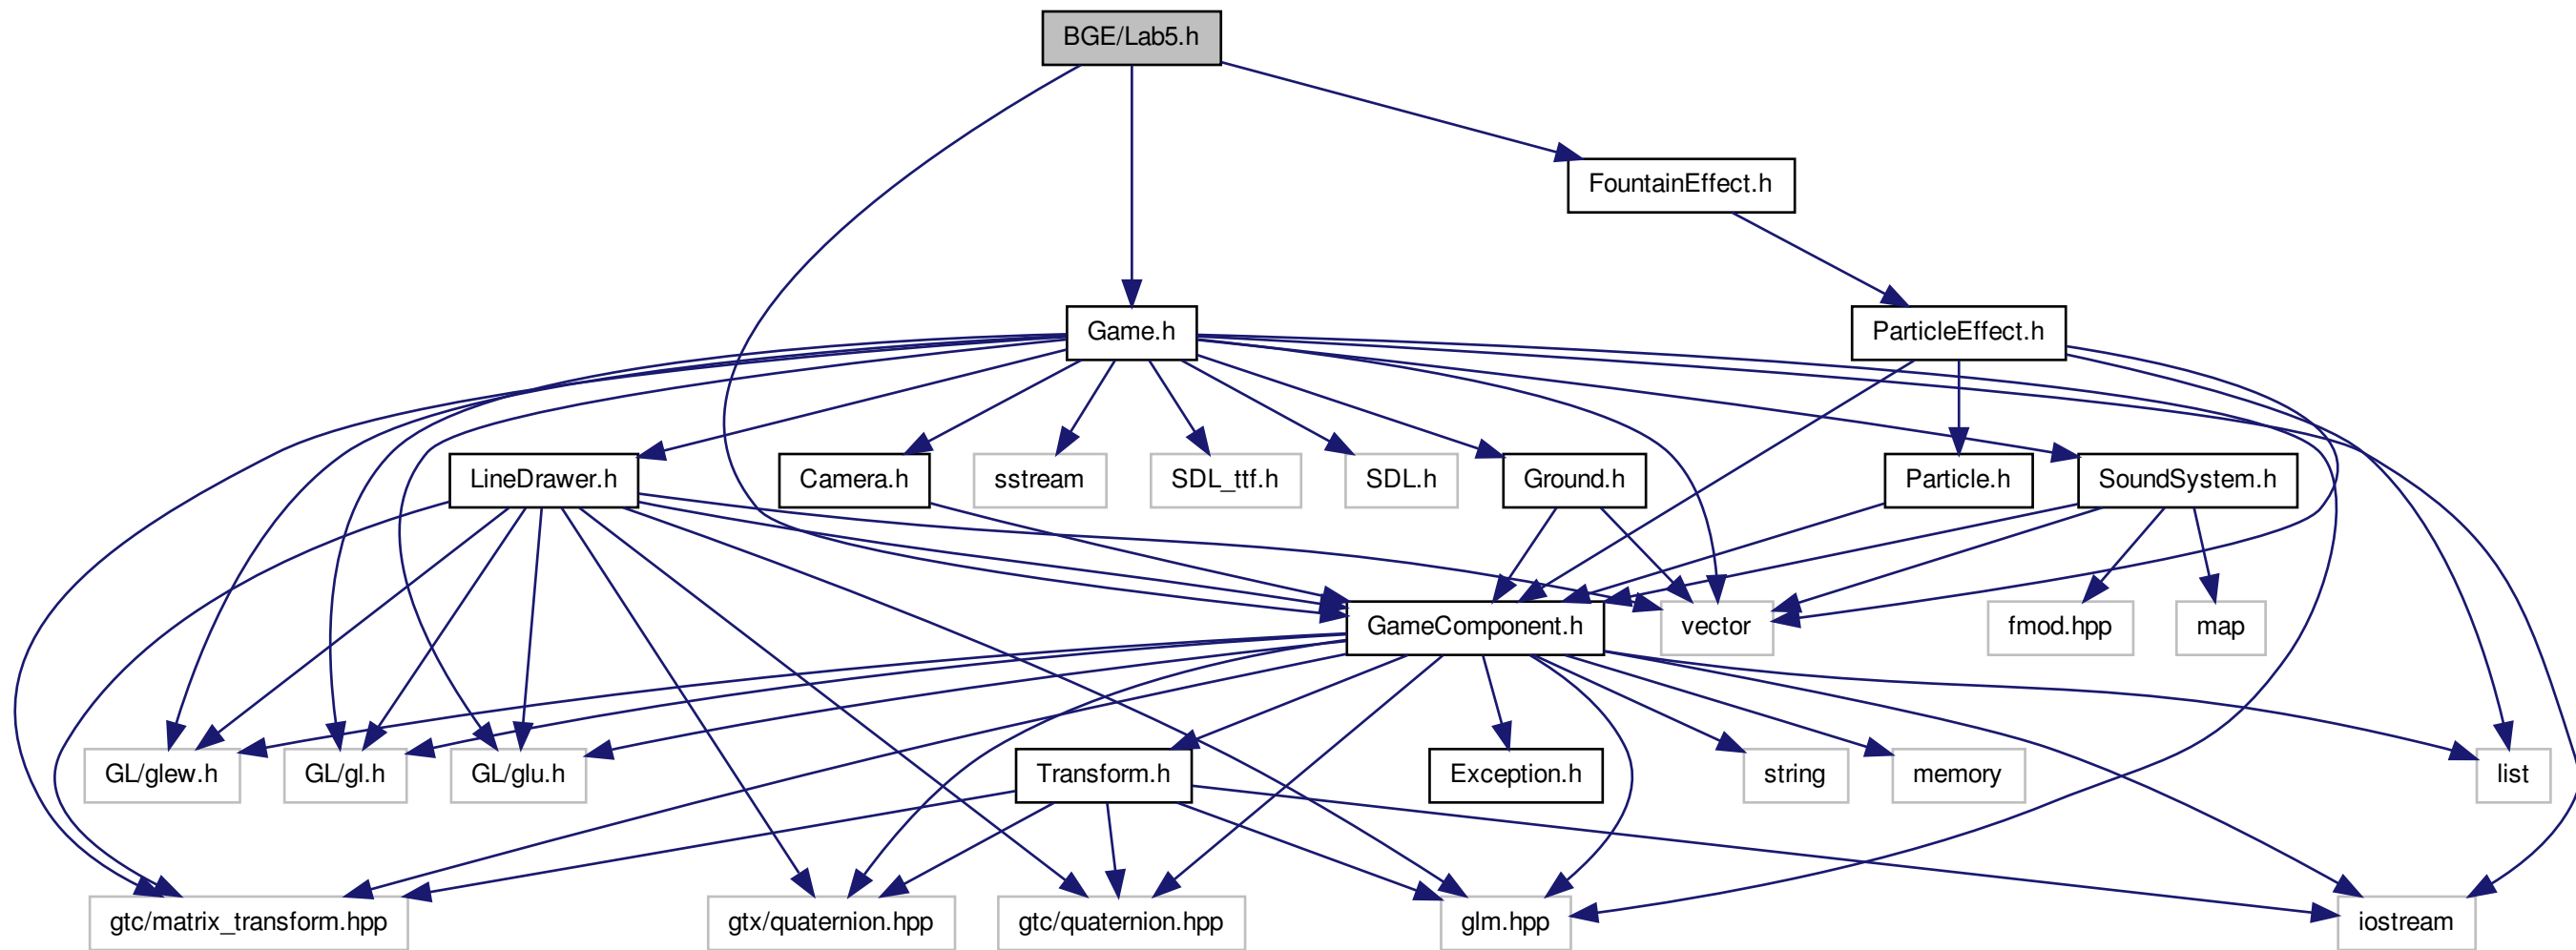 BGE/Lab5.h
FountainEffect.h
Game.h
ParticleEffect.h
LineDrawer.h
Camera.h
sstream
SDL_ttf.h
SDL.h
Ground.h
Particle.h
SoundSystem.h
GameComponent.h
vector
fmod.hpp
map
GL/glew.h
GL/gl.h
GL/glu.h
Transform.h
Exception.h
string
memory
list
gtc/matrix_transform.hpp
gtx/quaternion.hpp
gtc/quaternion.hpp
glm.hpp
iostream